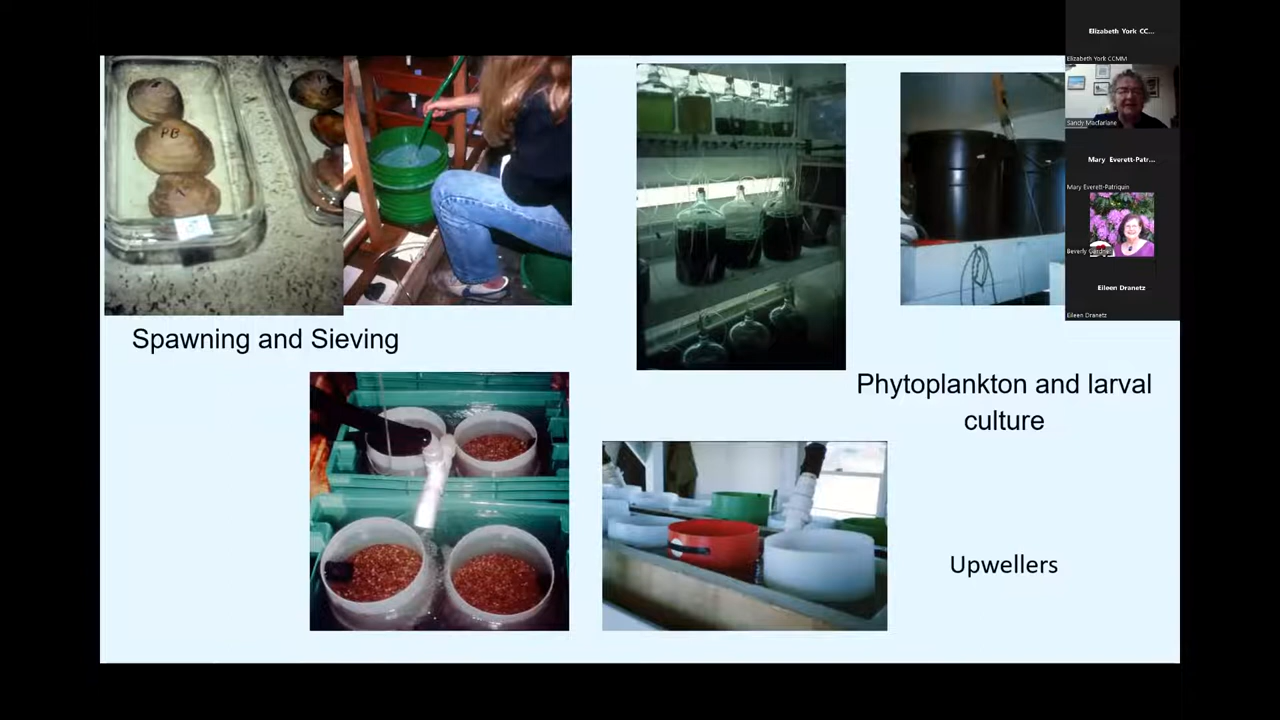 Elizabeth York CC...
Elizabeth York CCMM
Sandy Macfarlane
Mary Everett-Patr...
Mary Everett-Patriquin
Eileen Dranetz
Eileen Dranetz
PB
Spawning and Sieving
Phytoplankton and larval
culture
Upwellers